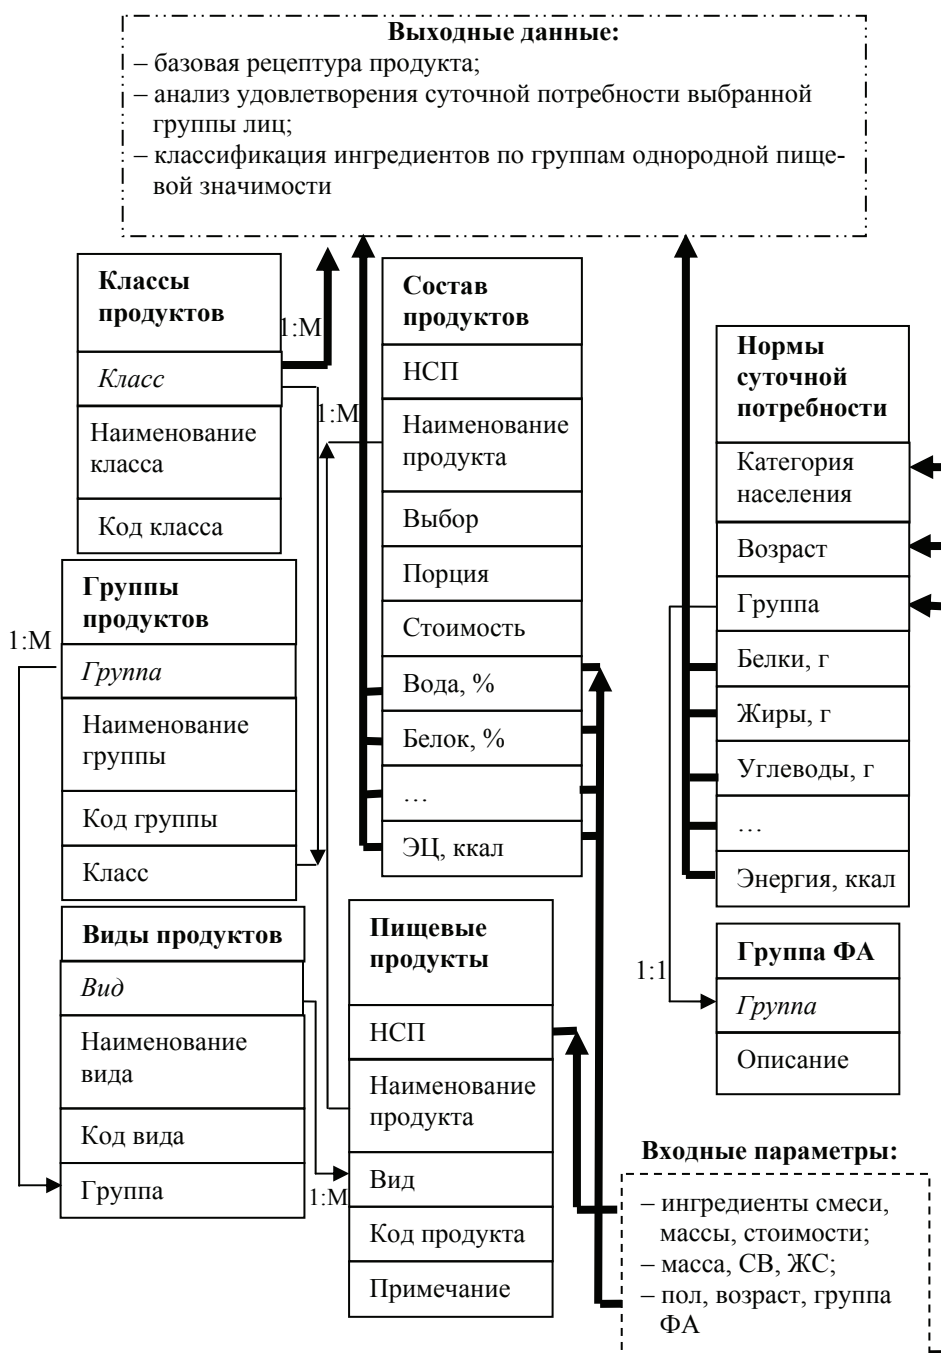 Выходные данные:
– базовая рецептура продукта;
– анализ удовлетворения суточной потребности выбранной
группы лиц;
– классификация ингредиентов по группам однородной пище-
вой значимости
Классы
продуктов
1:М
Класс
Наименование
класса
Код класса
Группы
продуктов
1:М
Группа
Наименование
группы
Код группы
Класс
Виды продуктов
Вид
Наименование
вида
Код вида
Группа
Состав
продуктов
НСП
1:М
Наименование
продукта
Выбор
Порция
Стоимость
Вода, %
Белок, %
…
ЭЦ, ккал
Пищевые
продукты
НСП
Наименование
продукта
Вид
1:М
Код продукта
Примечание
Нормы
суточной
потребности
Категория
населения
Возраст
Группа
Белки, г
Жиры, г
Углеводы, г
…
Энергия, ккал
Группа ФА
1:1
Группа
Описание
Входные параметры:
– ингредиенты смеси,
массы, стоимости;
– масса, СВ, ЖС;
– пол, возраст, группа
ФА